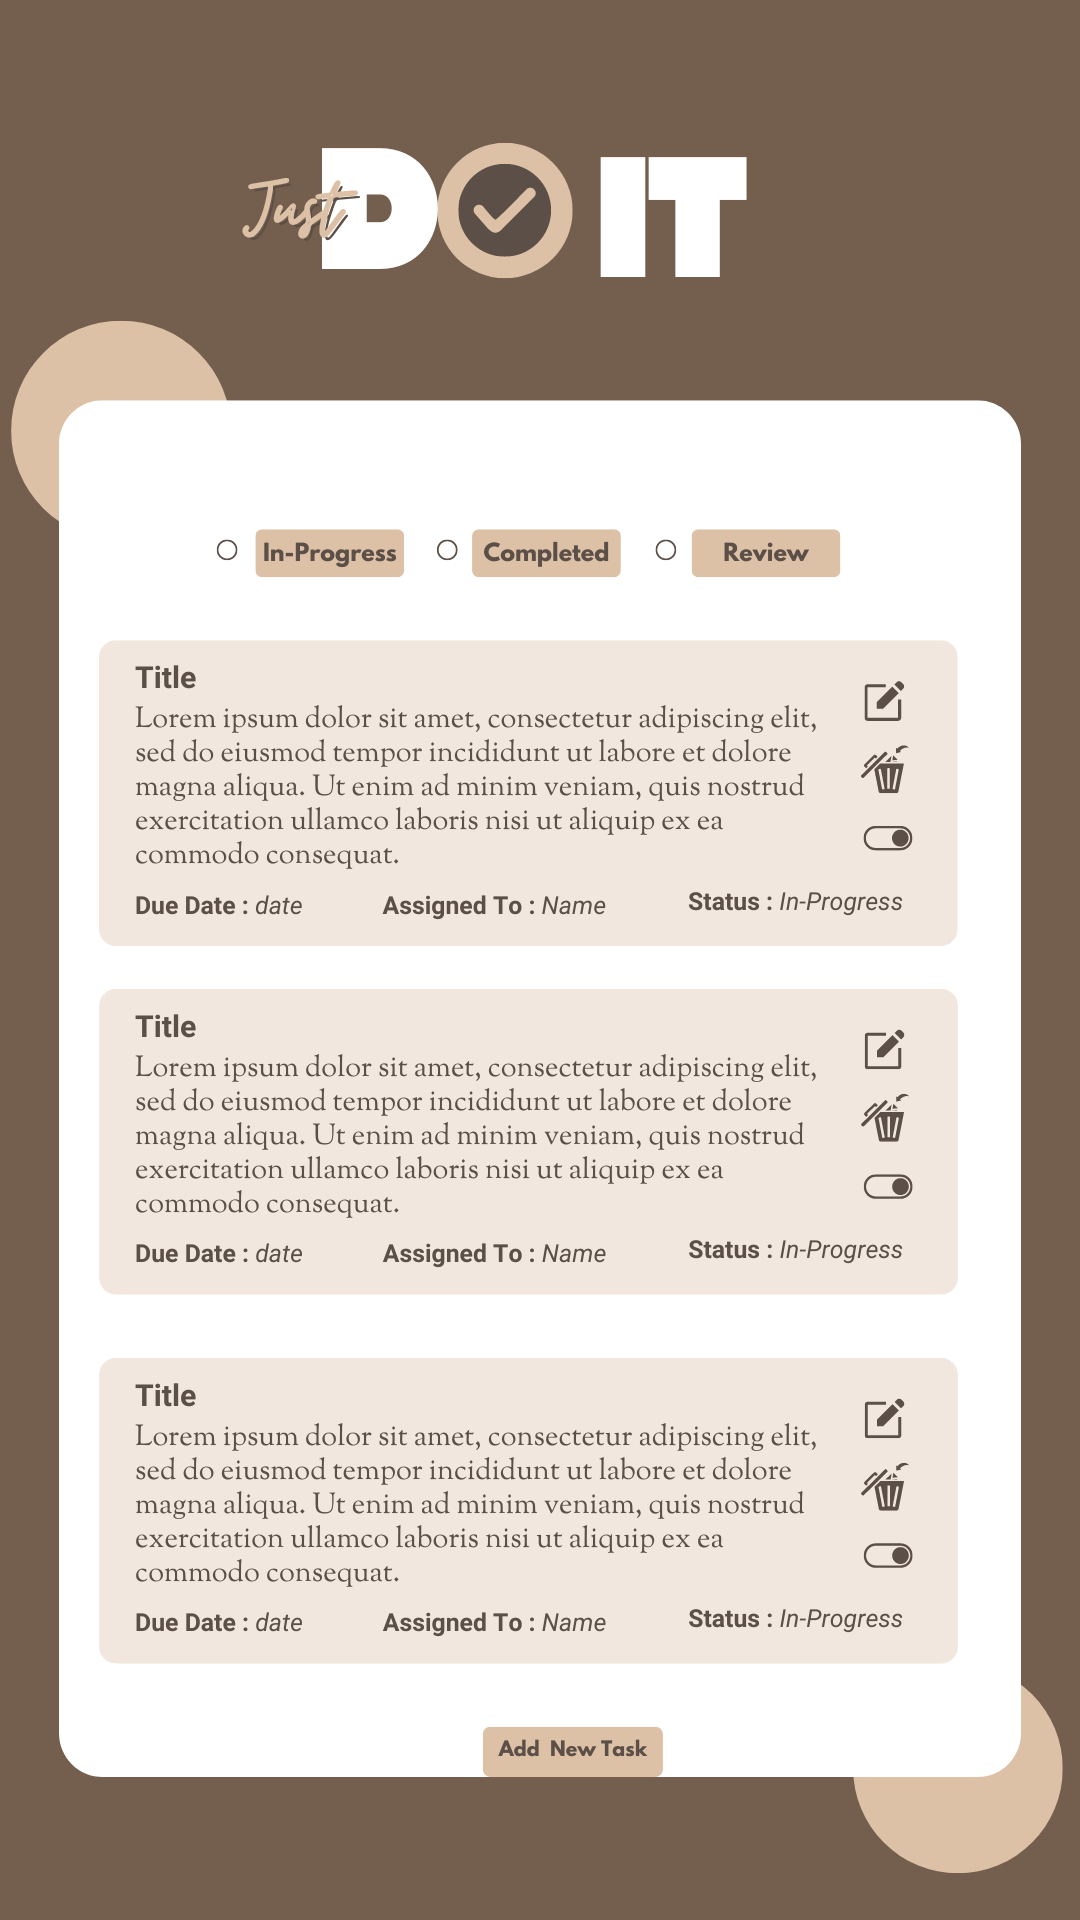 Just DO IT
In-Progress Completed Review
Title
Lorem ipsum dolor sit amet, consectetur adipiscing elit,
sed do eiusmod tempor incididunt ut labore et dolore
magna aliqua. Ut enim ad minim veniam, quis nostrud
exercitation ullamco laboris nisi ut aliquip ex ea
commodo consequat.
Due Date : date Assigned To : Name Status : In-Progress
Title
Lorem ipsum dolor sit amet, consectetur adipiscing elit,
sed do eiusmod tempor incididunt ut labore et dolore
magna aliqua. Ut enim ad minim veniam, quis nostrud
exercitation ullamco laboris nisi ut aliquip ex ea
commodo consequat.
Due Date : date Assigned To : Name Status : In-Progress
Title
Lorem ipsum dolor sit amet, consectetur adipiscing elit,
sed do eiusmod tempor incididunt ut labore et dolore
magna aliqua. Ut enim ad minim veniam, quis nostrud
exercitation ullamco laboris nisi ut aliquip ex ea
commodo consequat.
Due Date : date Assigned To : Name Status : In-Progress
Add New Task